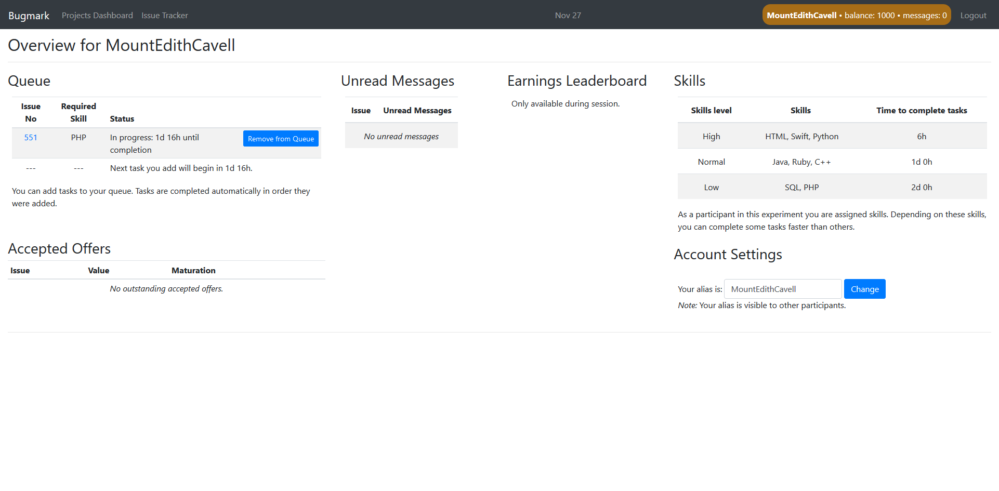 Bugmark Projects Dashboard Issue Tracker Nov 27 MountEdithCavell • balance: 1000 • messages: 0 Logout
Overview for MountEdithCavell
Queue
Issue No Required Skill Status
551 PHP In progress: 1d 16h until completion Remove from Queue
--- --- Next task you add will begin in 1d 16h.
You can add tasks to your queue. Tasks are completed automatically in order they
were added.
Accepted Offers
Issue Value Maturation
No outstanding accepted offers.
Unread Messages
Issue Unread Messages
No unread messages
Earnings Leaderboard
Only available during session.
Skills
Skills level Skills Time to complete tasks
High HTML, Swift, Python 6h
Normal Java, Ruby, C++ 1d 0h
Low SQL, PHP 2d 0h
As a participant in this experiment you are assigned skills. Depending on these skills,
you can complete some tasks faster than others.
Account Settings
Your alias is: MountEdithCavell Change
Note: Your alias is visible to other participants.